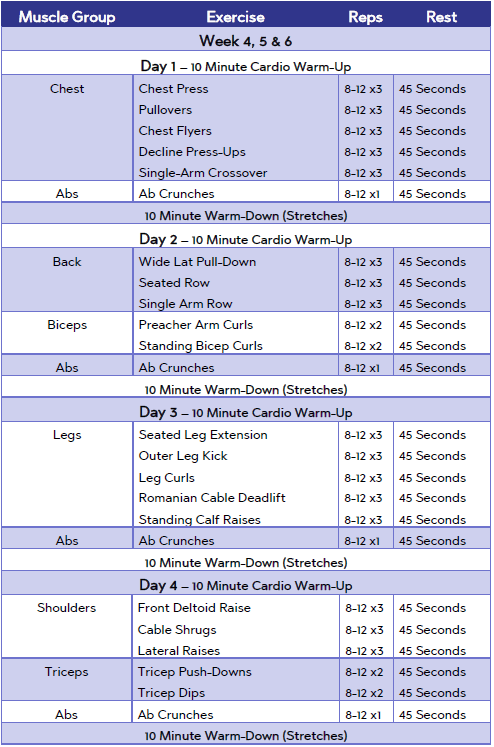 Muscle Group Exercise Reps Rest
Week 4, 5 & 6
Day 1 – 10 Minute Cardio Warm-Up
Chest Chest Press 8-12 x3 45 Seconds
Pullovers 8-12 x3 45 Seconds
Chest Flyers 8-12 x3 45 Seconds
Decline Press-Ups 8-12 x3 45 Seconds
Single-Arm Crossover 8-12 x3 45 Seconds
Abs Ab Crunches 8-12 x1 45 Seconds
10 Minute Warm-Down (Stretches)
Day 2 – 10 Minute Cardio Warm-Up
Back Wide Lat Pull-Down 8-12 x3 45 Seconds
Seated Row 8-12 x3 45 Seconds
Single Arm Row 8-12 x3 45 Seconds
Biceps Preacher Arm Curls 8-12 x2 45 Seconds
Standing Bicep Curls 8-12 x2 45 Seconds
Abs Ab Crunches 8-12 x1 45 Seconds
10 Minute Warm-Down (Stretches)
Day 3 – 10 Minute Cardio Warm-Up
Legs Seated Leg Extension 8-12 x3 45 Seconds
Outer Leg Kick 8-12 x3 45 Seconds
Leg Curls 8-12 x3 45 Seconds
Romanian Cable Deadlift 8-12 x3 45 Seconds
Standing Calf Raises 8-12 x3 45 Seconds
Abs Ab Crunches 8-12 x1 45 Seconds
10 Minute Warm-Down (Stretches)
Day 4 – 10 Minute Cardio Warm-Up
Shoulders Front Deltoid Raise 8-12 x3 45 Seconds
Cable Shrugs 8-12 x3 45 Seconds
Lateral Raises 8-12 x3 45 Seconds
Triceps Tricep Push-Downs 8-12 x2 45 Seconds
Tricep Dips 8-12 x2 45 Seconds
Abs Ab Crunches 8-12 x1 45 Seconds
10 Minute Warm-Down (Stretches)